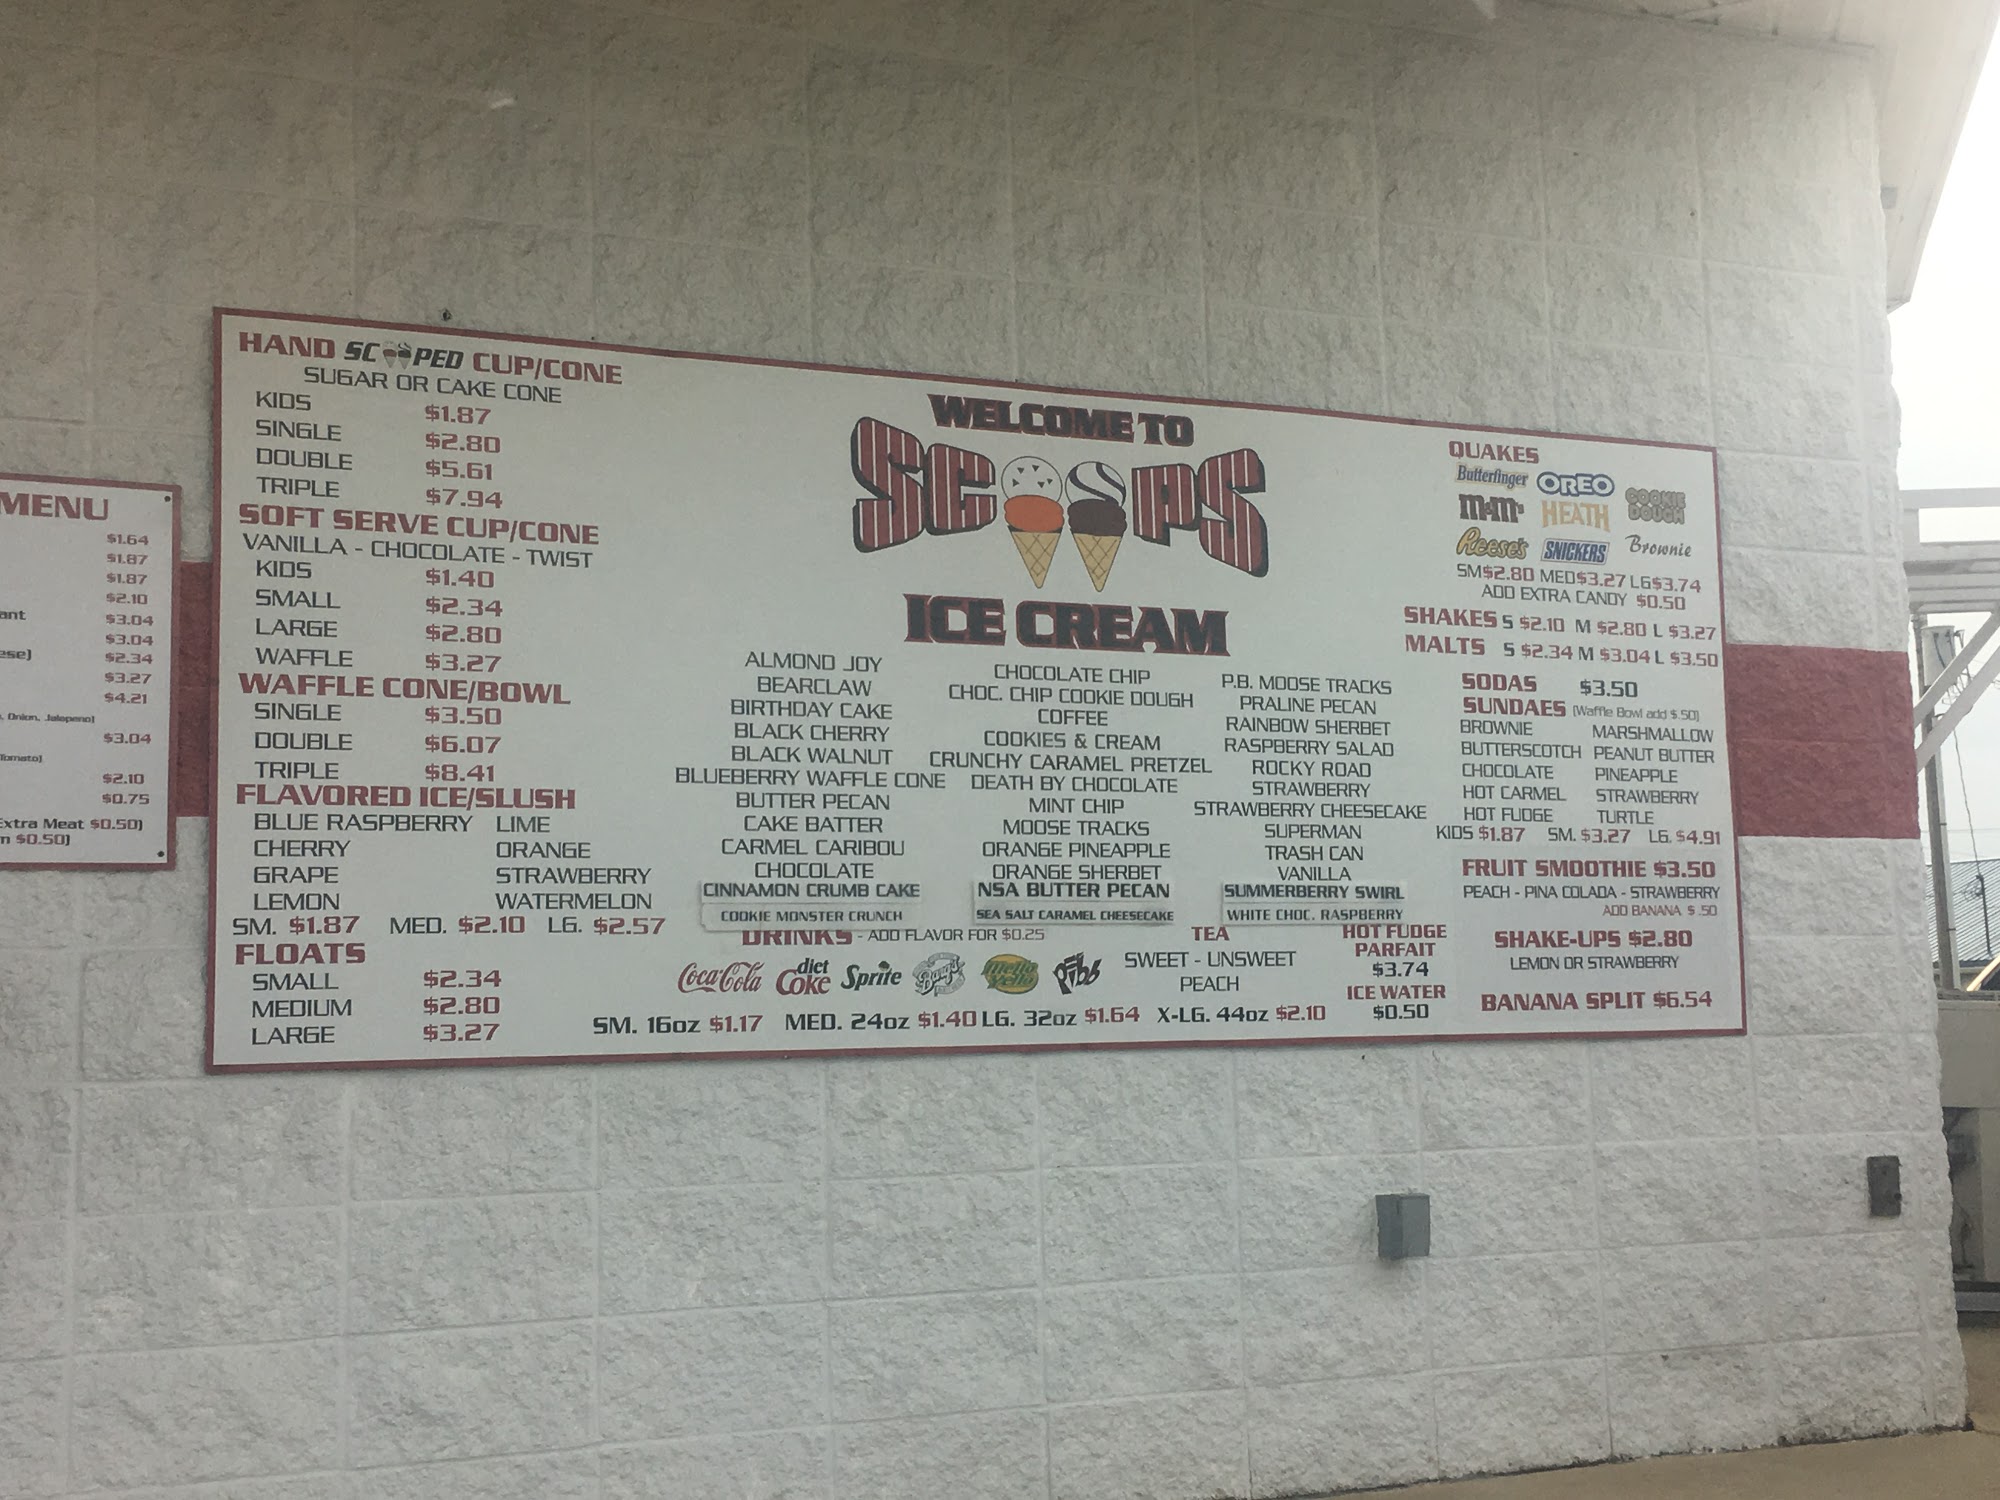 MENU
$1.64
$1.87
$1.87
$2.10
$3.04
$3.04
$2.34
$3.27
$4.21
, Onion, Jalapeno)
$3.04
$2.10
$0.75
Extra Meat $0.50)
$0.50)
HAND SCOOPED CUP/CONE
SUGAR OR CAKE CONE
KIDS $1.87
SINGLE $2.80
DOUBLE $5.61
TRIPLE $7.94
SOFT SERVE CUP/CONE
VANILLA - CHOCOLATE - TWIST
KIDS $1.40
SMALL $2.34
LARGE $2.80
WAFFLE $3.27
WAFFLE CONE/BOWL
SINGLE $3.50
DOUBLE $6.07
TRIPLE $8.41
FLAVORED ICE/SLUSH
BLUE RASPBERRY LIME
CHERRY ORANGE
GRAPE STRAWBERRY
LEMON WATERMELON
SM. $1.87 MED. $2.10 LG. $2.57
FLOATS
SMALL $2.34
MEDIUM $2.80
LARGE $3.27
WELCOME TO
SCOOPS
ICE CREAM
ALMOND JOY
BEARCLAW
BIRTHDAY CAKE
BLACK CHERRY
BLACK WALNUT
BLUEBERRY WAFFLE CONE
BUTTER PECAN
CAKE BATTER
CARMEL CARIBOU
CHOCOLATE
CINNAMON CRUMB CAKE
COOKIE MONSTER CRUNCH
CHOCOLATE CHIP
CHOC. CHIP COOKIE DOUGH
COFFEE
COOKIES & CREAM
CRUNCHY CARAMEL PRETZEL
DEATH BY CHOCOLATE
MINT CHIP
MOOSE TRACKS
ORANGE PINEAPPLE
ORANGE SHERBET
NSA BUTTER PECAN
SEA SALT CARAMEL CHEESECAKE
P.B. MOOSE TRACKS
PRALINE PECAN
RAINBOW SHERBET
RASPBERRY SALAD
ROCKY ROAD
STRAWBERRY
STRAWBERRY CHEESECAKE
SUPERMAN
TRASH CAN
VANILLA
SUMMERBERRY SWIRL
WHITE CHOC. RASPBERRY
DRINKS - ADD FLAVOR FOR $0.25
Coca-Cola diet Coke Sprite Barq's Mello Yello Pibb
TEA
SWEET - UNSWEET
PEACH
SM. 16oz $1.17 MED. 24oz $1.40 LG. 32oz $1.64 X-LG. 44oz $2.10
HOT FUDGE
PARFAIT
$3.74
ICE WATER
$0.50
QUAKES
Butterfinger OREO
m&m's HEATH COOKIE DOUGH
Reese's SNICKERS Brownie
SM$2.80 MED$3.27 LG$3.74
ADD EXTRA CANDY $0.50
SHAKES S $2.10 M $2.80 L $3.27
MALTS S $2.34 M $3.04 L $3.50
SODAS $3.50
SUNDAES (Waffle Bowl add $.50)
BROWNIE MARSHMALLOW
BUTTERSCOTCH PEANUT BUTTER
CHOCOLATE PINEAPPLE
HOT CARMEL STRAWBERRY
HOT FUDGE TURTLE
KIDS $1.87 SM. $3.27 LG. $4.91
FRUIT SMOOTHIE $3.50
PEACH - PINA COLADA - STRAWBERRY
ADD BANANA $.50
SHAKE-UPS $2.80
LEMON OR STRAWBERRY
BANANA SPLIT $6.54